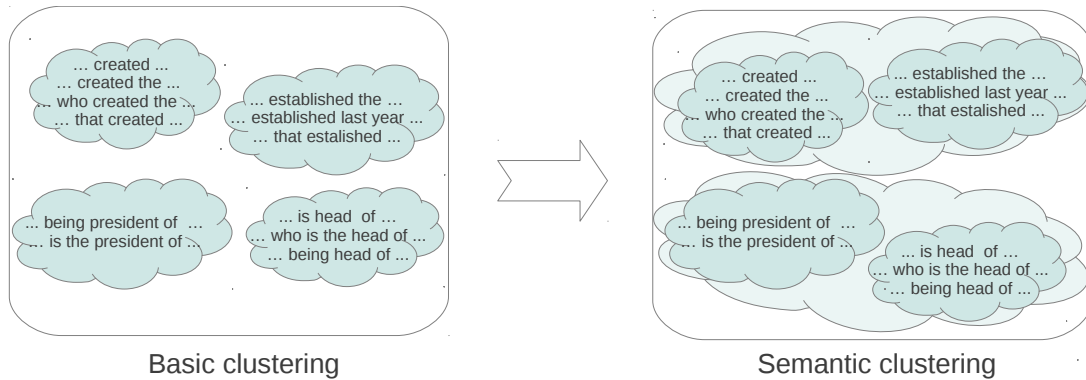 ... created ...
... created the ...
... who created the ...
... that created ...
... established the ...
... established last year ...
... that estalished ...
... being president of ...
... is the president of ...
... is head of ...
... who is the head of ...
... being head of ...
Basic clustering
... created ...
... created the ...
... who created the ...
... that created ...
... established the ...
... established last year ...
... that established ...
... being president of ...
... is the president of ...
... is head of ...
... who is the head of ...
... being head of ...
Semantic clustering